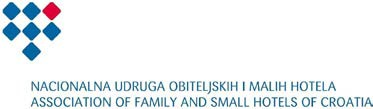 NACIONALNA UDRUGA OBITELJSKIH I MALIH HOTELA
ASSOCIATION OF FAMILY AND SMALL HOTELS OF CROATIA